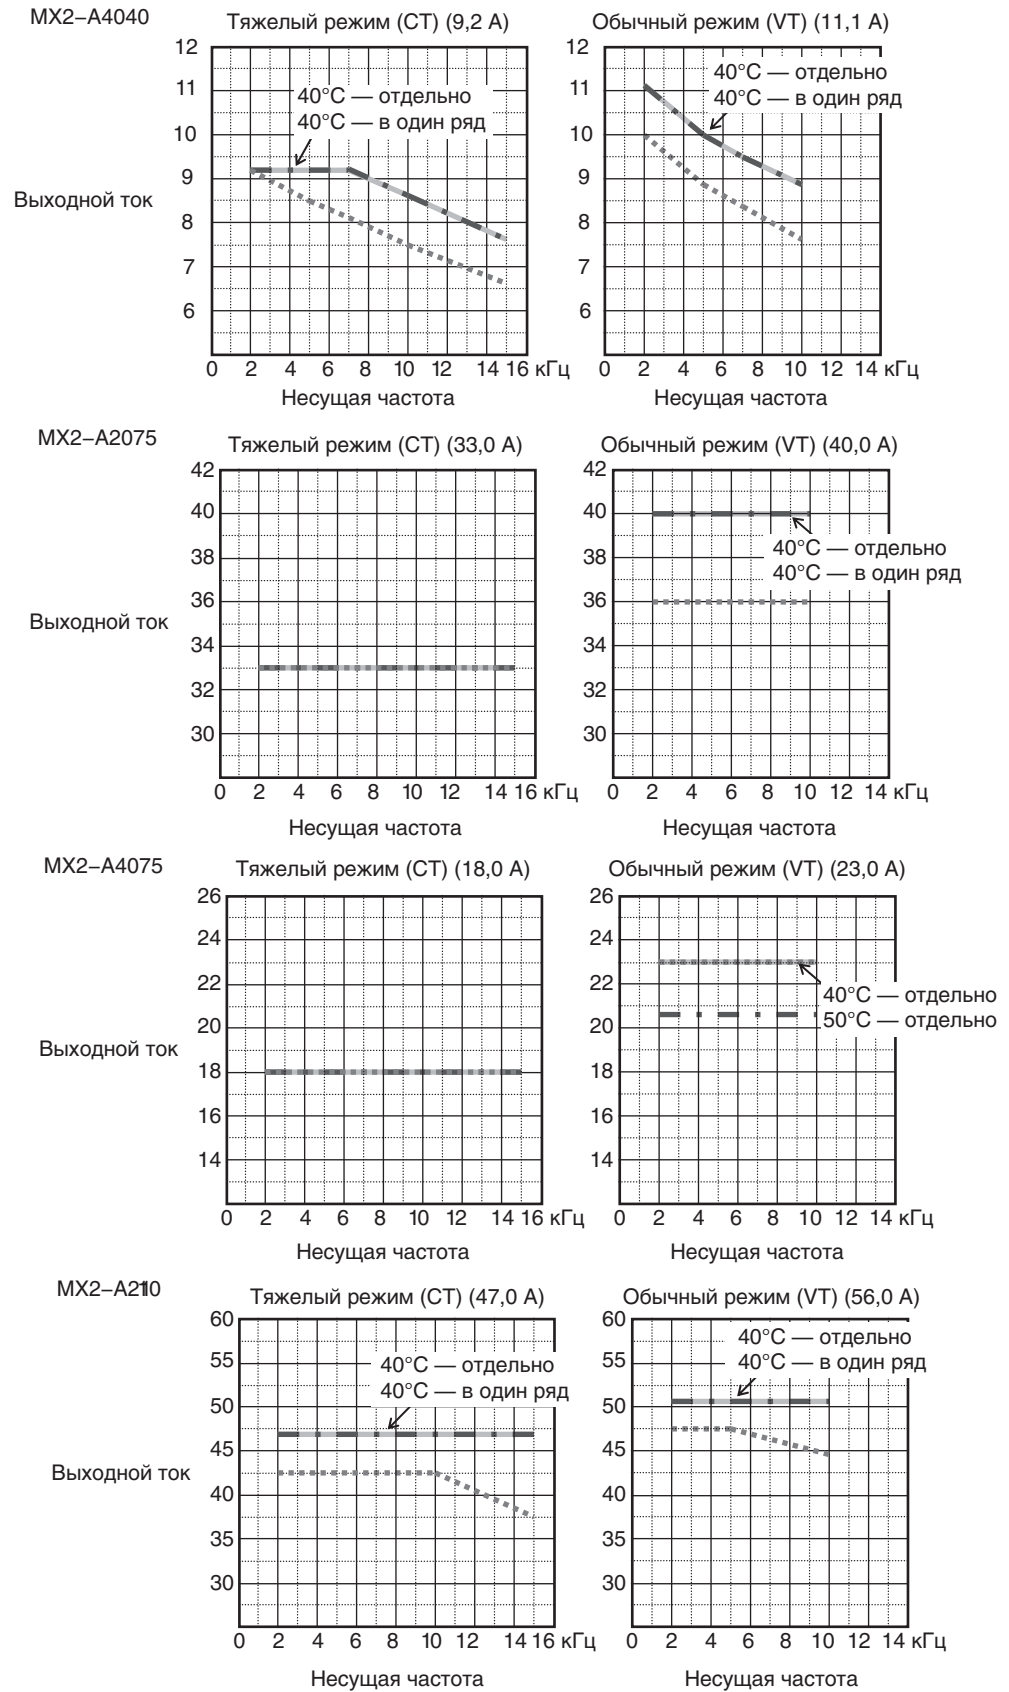 MX2–A4040
Тяжелый режим (CT) (9,2 A)
Обычный режим (VT) (11,1 A)
12
11
10
9
8
7
6
40°C — отдельно
40°C — в один ряд
0 2 4 6 8 10 12 14 16 кГц
Несущая частота
12
11
10
9
8
7
6
40°C — отдельно
40°C — в один ряд
0 2 4 6 8 10 12 14 кГц
Несущая частота
Выходной ток
MX2–A2075
Тяжелый режим (CT) (33,0 A)
Обычный режим (VT) (40,0 A)
42
40
38
36
34
32
30
0 2 4 6 8 10 12 14 16 кГц
Несущая частота
42
40
38
36
34
32
30
40°C — отдельно
40°C — в один ряд
0 2 4 6 8 10 12 14 кГц
Несущая частота
Выходной ток
MX2–A4075
Тяжелый режим (CT) (18,0 A)
Обычный режим (VT) (23,0 A)
26
24
22
20
18
16
14
0 2 4 6 8 10 12 14 16 кГц
Несущая частота
26
24
22
20
18
16
14
40°C — отдельно
50°C — отдельно
0 2 4 6 8 10 12 14 кГц
Несущая частота
Выходной ток
MX2–A2110
Тяжелый режим (CT) (47,0 A)
Обычный режим (VT) (56,0 A)
60
55
50
45
40
35
30
40°C — отдельно
40°C — в один ряд
0 2 4 6 8 10 12 14 16 кГц
Несущая частота
60
55
50
45
40
35
30
40°C — отдельно
40°C — в один ряд
0 2 4 6 8 10 12 14 кГц
Несущая частота
Выходной ток